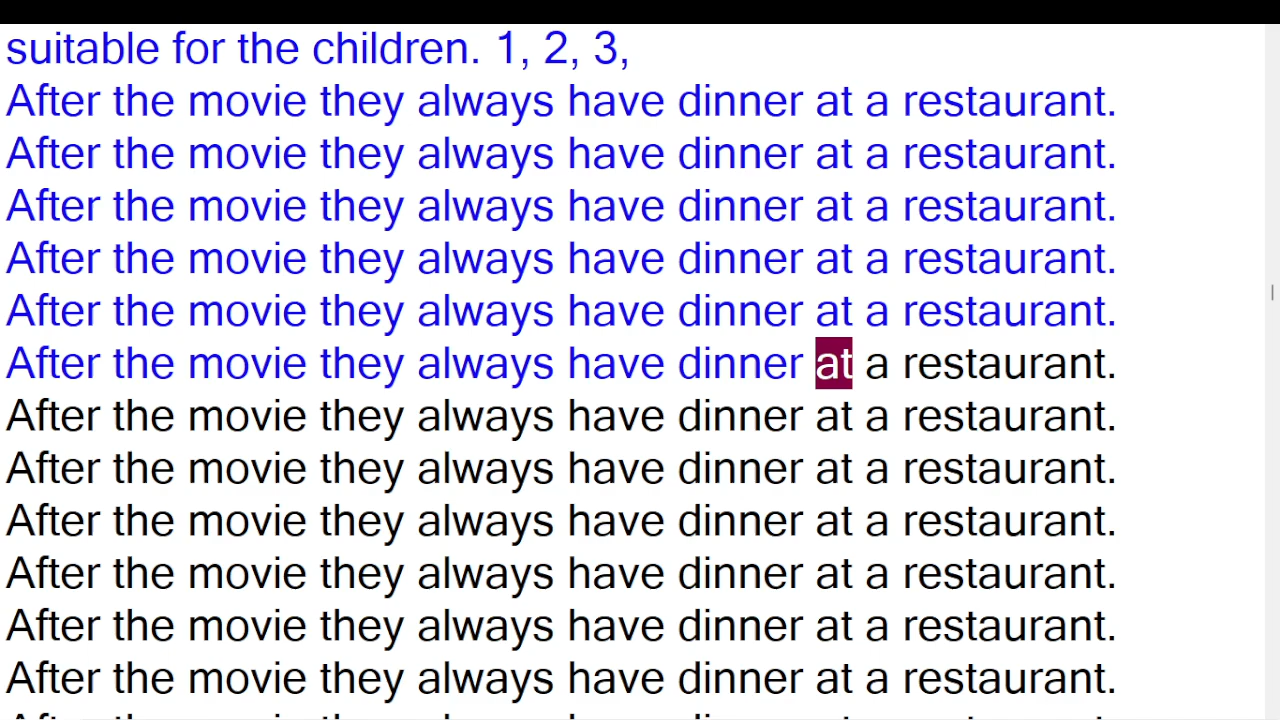 suitable for the children. 1, 2, 3,
After the movie they always have dinner at a restaurant.
After the movie they always have dinner at a restaurant.
After the movie they always have dinner at a restaurant.
After the movie they always have dinner at a restaurant.
After the movie they always have dinner at a restaurant.
After the movie they always have dinner at a restaurant.
After the movie they always have dinner at a restaurant.
After the movie they always have dinner at a restaurant.
After the movie they always have dinner at a restaurant.
After the movie they always have dinner at a restaurant.
After the movie they always have dinner at a restaurant.
After the movie they always have dinner at a restaurant.